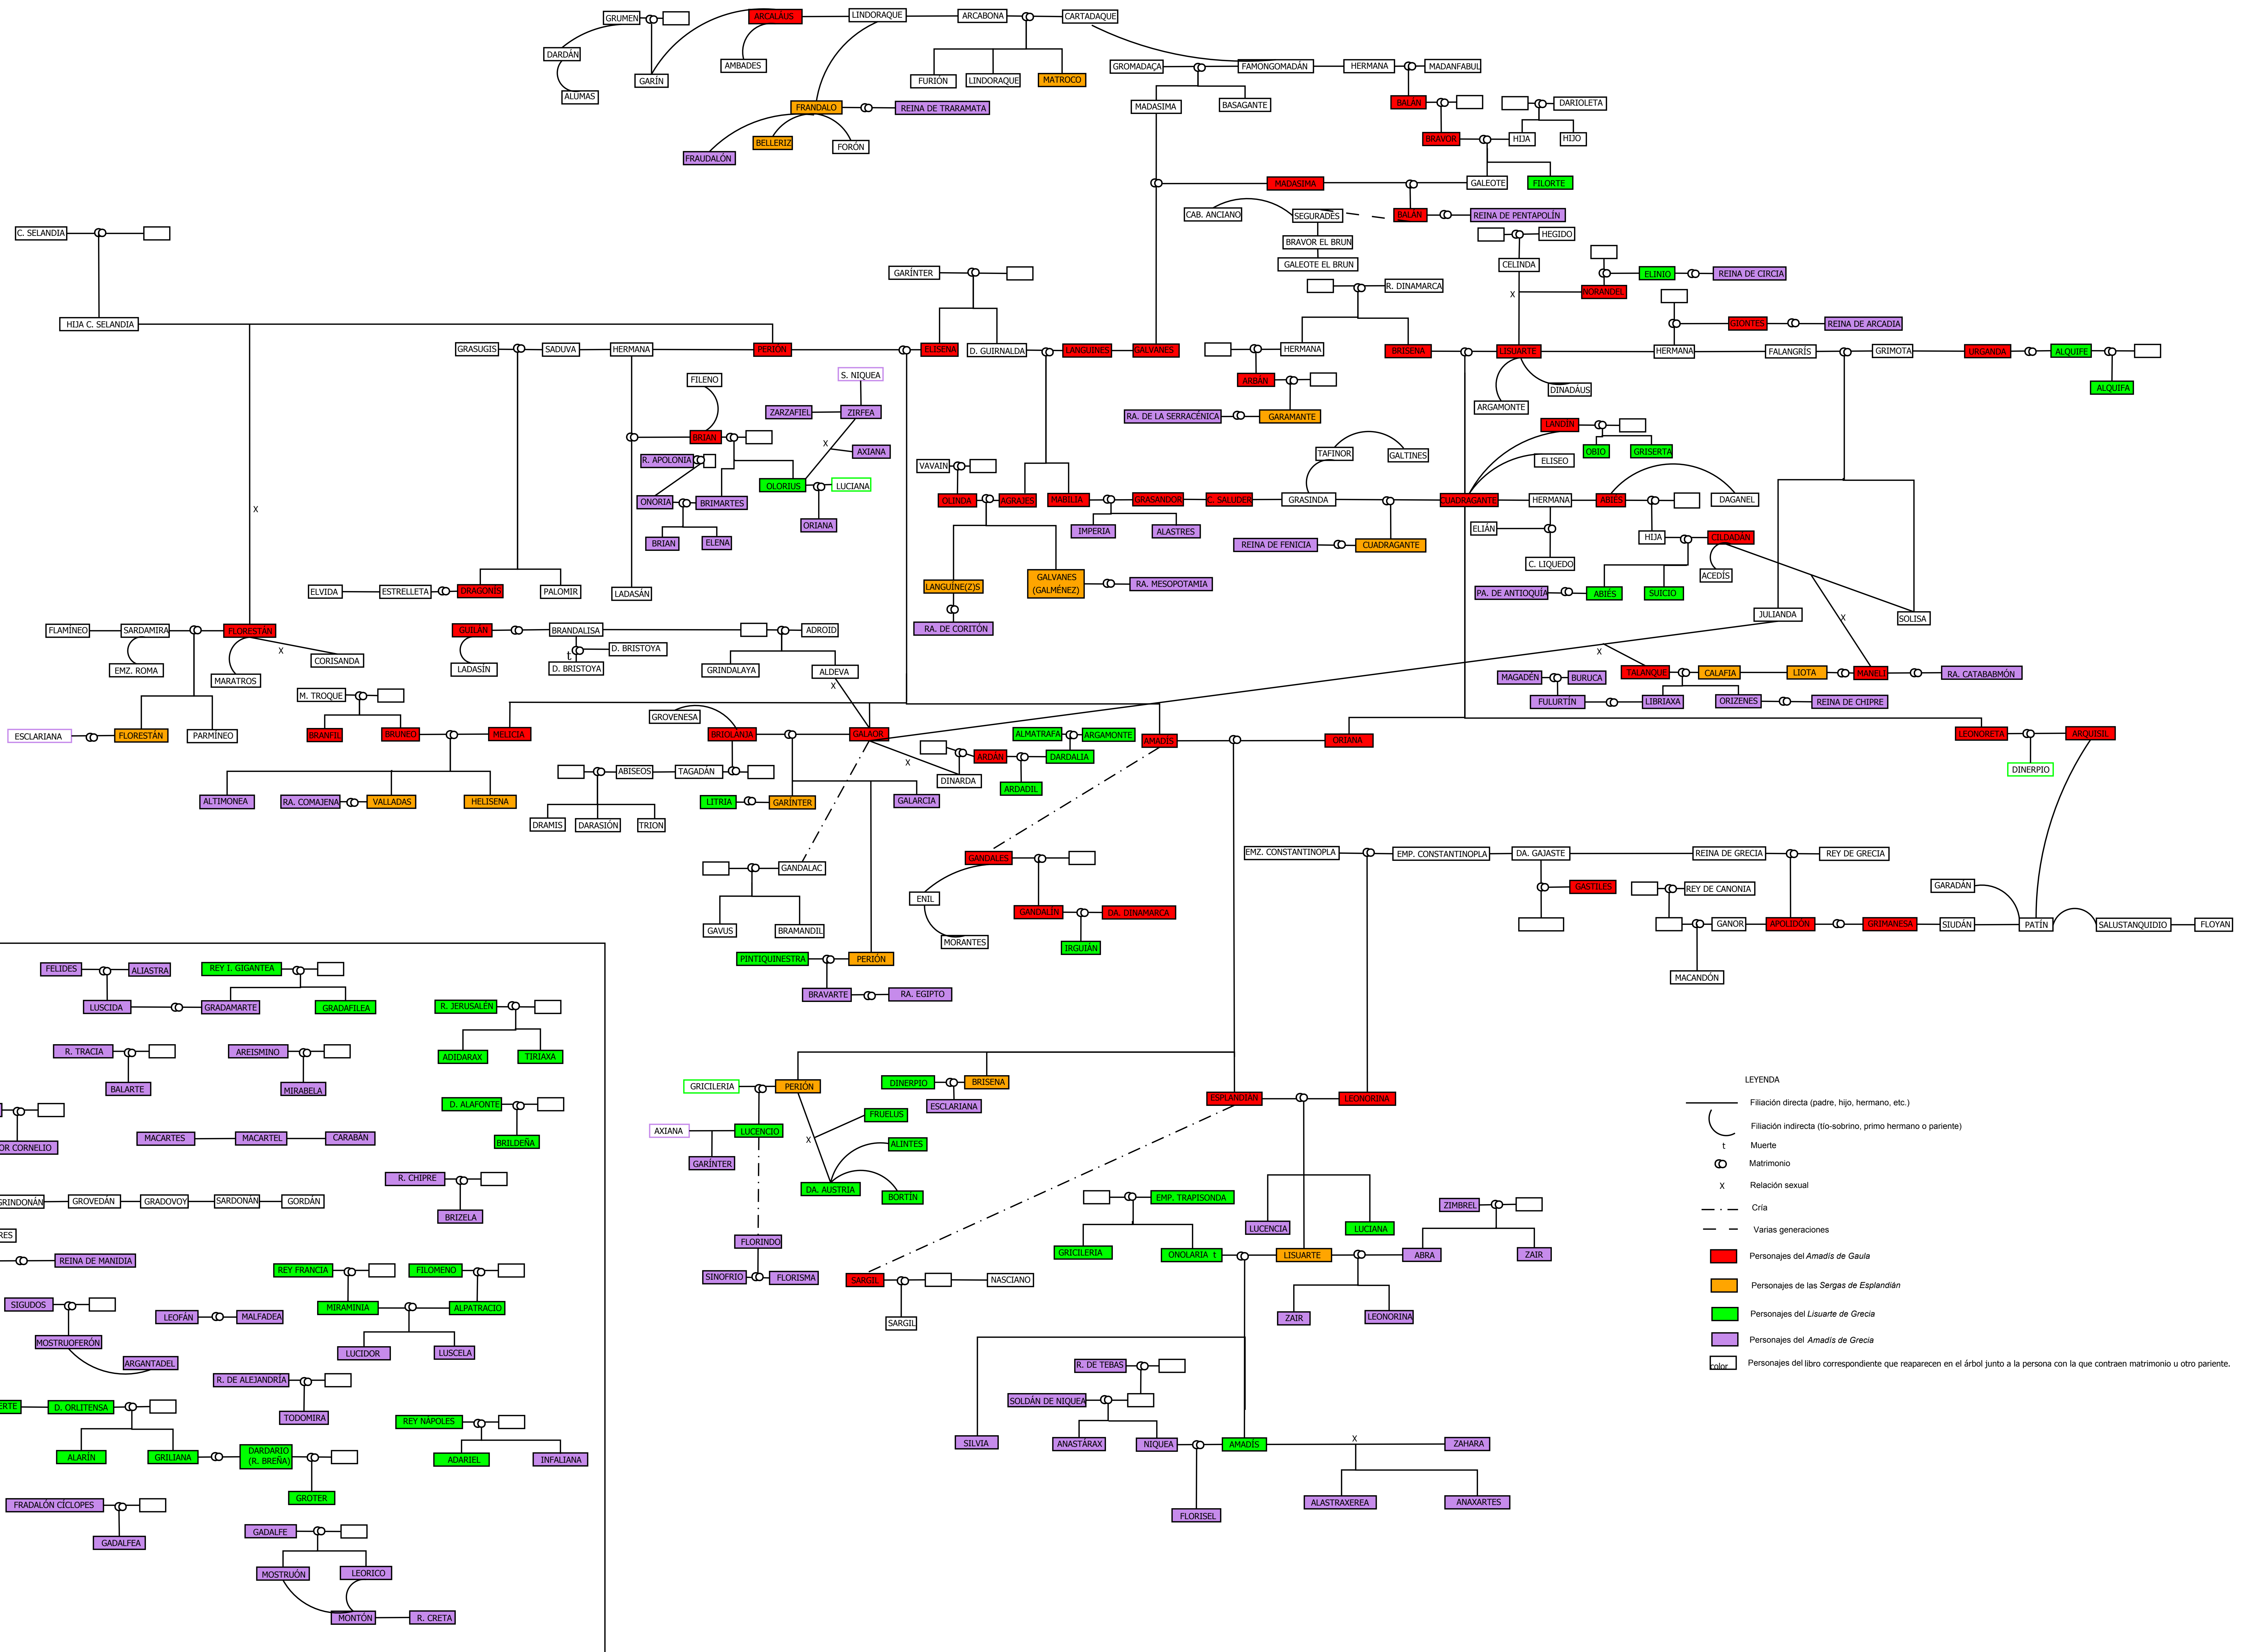 GRUMEN
ARCALÁUS
LINDORAQUE
ARCABONA
CARTADAQUE
DARDÁN
GARÍN
AMBADES
ALUMAS
FURIÓN
LINDORAQUE
MATROCO
GROMADAÇA
FAMONGOMADÁN
HERMANA
MADANFABUL
FRANDALO
REINA DE TRARAMATA
MADASIMA
BASAGANTE
BALÁN
DARIOLETA
BELLERIZ
FORÓN
FRAUDALÓN
BRAVOR
HIJA
HIJO
MADASIMA
GALEOTE
FILORTE
CAB. ANCIANO
SEGURADES
BALÁN
REINA DE PENTAPOLÍN
C. SELANDIA
BRAVOR EL BRUN
HEGIDO
GALEOTE EL BRUN
CELINDA
GARÍNTER
ELINIO
REINA DE CIRCIA
R. DINAMARCA
X
NORANDEL
HIJA C. SELANDIA
GIONTES
REINA DE ARCADIA
GRASUGIS
SADUVA
HERMANA
PERIÓN
ELISENA
D. GUIRNALDA
LANGUINES
GALVANES
HERMANA
BRISENA
LISUARTE
HERMANA
FALANGRÍS
GRIMOTA
URGANDA
ALQUIFE
FILENO
S. NIQUEA
ARBÁN
DINADÁUS
ALQUIFA
ZARZAFIEL
ZIRFEA
RA. DE LA SERRACÉNICA
GARAMANTE
ARGAMONTE
BRIAN
X
AXIANA
LANDÍN
R. APOLONIA
TAFINOR
GALTINES
OBIO
GRISERTA
VAVAIN
ELISEO
OLORIUS
LUCIANA
ONORIA
BRIMARTES
OLINDA
AGRAJES
MABILIA
GRASANDOR
C. SALUDER
GRASINDA
CUADRAGANTE
HERMANA
ABIÉS
DAGANEL
X
ORIANA
IMPERIA
ALASTRES
ELIÁN
BRIAN
ELENA
REINA DE FENICIA
CUADRAGANTE
HIJA
CILDADÁN
C. LIQUEDO
ACEDÍS
ELVIDA
ESTRELLETA
DRAGONÍS
PALOMIR
LADASÁN
LANGUÍNE(Z)S
GALVANES
(GALMÉNEZ)
RA. MESOPOTAMIA
PA. DE ANTIOQUÍA
ABIÉS
SUICIO
JULIANDA
X
SOLISA
FLAMÍNEO
SARDAMIRA
FLORESTÁN
GUILÁN
BRANDALISA
ADROID
RA. DE CORITÓN
X
D. BRISTOYA
X
EMZ. ROMA
CORISANDA
LADASÍN
t
D. BRISTOYA
GRINDALAYA
ALDEVA
TALANQUE
CALAFIA
LIOTA
MANELI
RA. CATABABMÓN
MARATROS
MAGADÉN
BURUCA
X
M. TROQUE
FULURTÍN
LIBRIAXA
ORIZENES
REINA DE CHIPRE
GROVENESA
ESCLARIANA
FLORESTÁN
PARMÍNEO
BRANFIL
BRUNEO
MELICIA
BRIOLANJA
GALAOR
ALMATRAFA
ARGAMONTE
AMADÍS
ORIANA
LEONORETA
ARQUISIL
X
ARDÁN
DARDALIA
ABISEOS
TAGADÁN
DINARDA
DINERPIO
ARDADIL
ALTIMONEA
RA. COMAJENA
VALLADAS
HELISENA
LITRIA
GARÍNTER
GALARCIA
DRAMIS
DARASIÓN
TRION
GANDALES
EMZ. CONSTANTINOPLA
EMP. CONSTANTINOPLA
DA. GAJASTE
REINA DE GRECIA
REY DE GRECIA
GANDALAC
GASTILES
REY DE CANONIA
GARADÁN
ENIL
GANDALÍN
DA. DINAMARCA
GAVUS
BRAMANDIL
GANOR
APOLIDÓN
GRIMANESA
SIUDÁN
PATÍN
SALUSTANQUIDIO
FLOYAN
MORANTES
IRGUIÁN
PINTIQUINESTRA
PERIÓN
MACANDÓN
FELIDES
ALIASTRA
REY I. GIGANTEA
BRAVARTE
RA. EGIPTO
LUSCIDA
GRADAMARTE
GRADAFILEA
R. JERUSALÉN
R. TRACIA
AREISMINO
ADIDARAX
TIRIAXA
LEYENDA
BALARTE
MIRABELA
GRICILERIA
PERIÓN
DINERPIO
BRISENA
ESPLANDIÁN
LEONORINA
Filiación directa (padre, hijo, hermano, etc.)
D. ALAFONTE
ESCLARIANA
FRUELUS
Filiación indirecta (tío-sobrino, primo hermano o pariente)
AXIANA
LUCENCIO
X
OR CORNELIO
MACARTES
MACARTEL
CARABÁN
BRILDEÑA
ALINTES
t
Muerte
GARÍNTER
Matrimonio
R. CHIPRE
DA. AUSTRIA
BORTÍN
X
Relación sexual
GRINDONÁN
GROVEDÁN
GRADOVOY
SARDONÁN
GORDÁN
EMP. TRAPISONDA
ZIMBREL
Cría
BRIZELA
LUCENCIA
LUCIANA
Varias generaciones
RES
FLORINDO
GRICILERIA
ONOLARIA t
LISUARTE
ABRA
ZAIR
Personajes del Amadís de Gaula
REINA DE MANIDIA
REY FRANCIA
FILOMENO
SINOFRIO
FLORISMA
SARGIL
NASCIANO
Personajes de las Sergas de Esplandián
SIGUDOS
LEOFÁN
MALFADEA
MIRAMINIA
ALPATRACIO
SARGIL
ZAIR
LEONORINA
Personajes del Lisuarte de Grecia
MOSTRUOFERÓN
Personajes del Amadís de Grecia
ARGANTADEL
LUCIDOR
LUSCELA
color
Personajes del libro correspondiente que reaparecen en el árbol junto a la persona con la que contraen matrimonio u otro pariente.
R. DE ALEJANDRÍA
R. DE TEBAS
ERTE
D. ORLITENSA
TODOMIRA
REY NÁPOLES
SOLDÁN DE NIQUEA
ALARÍN
GRILIANA
DARDARIO
(R. BREÑA)
ADARIEL
INFALIANA
SILVIA
ANASTÁRAX
NIQUEA
AMADÍS
X
ZAHARA
GROTER
FRADALÓN CÍCLOPES
FLORISEL
ALASTRAXEREA
ANAXARTES
GADALFEA
GADALFE
MOSTRUÓN
LEORICO
MONTÓN
R. CRETA